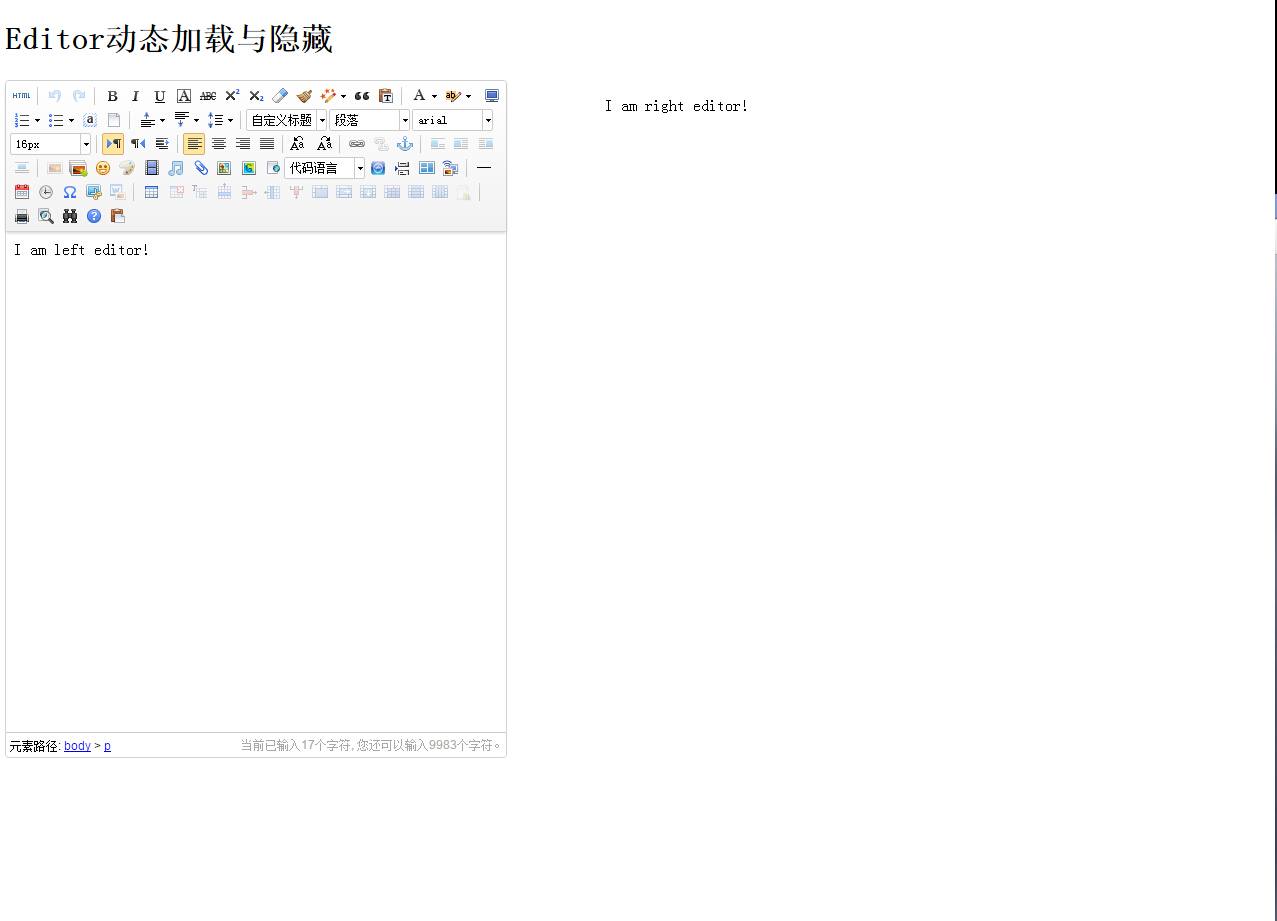 Editor动态加载与隐藏
HTML B I U A ABC X² X₂ T A ab
I am right editor!
a 自定义标题 段落 arial
16px
代码语言
I am left editor!
元素路径: body > p 当前已输入17个字符, 您还可以输入9983个字符。